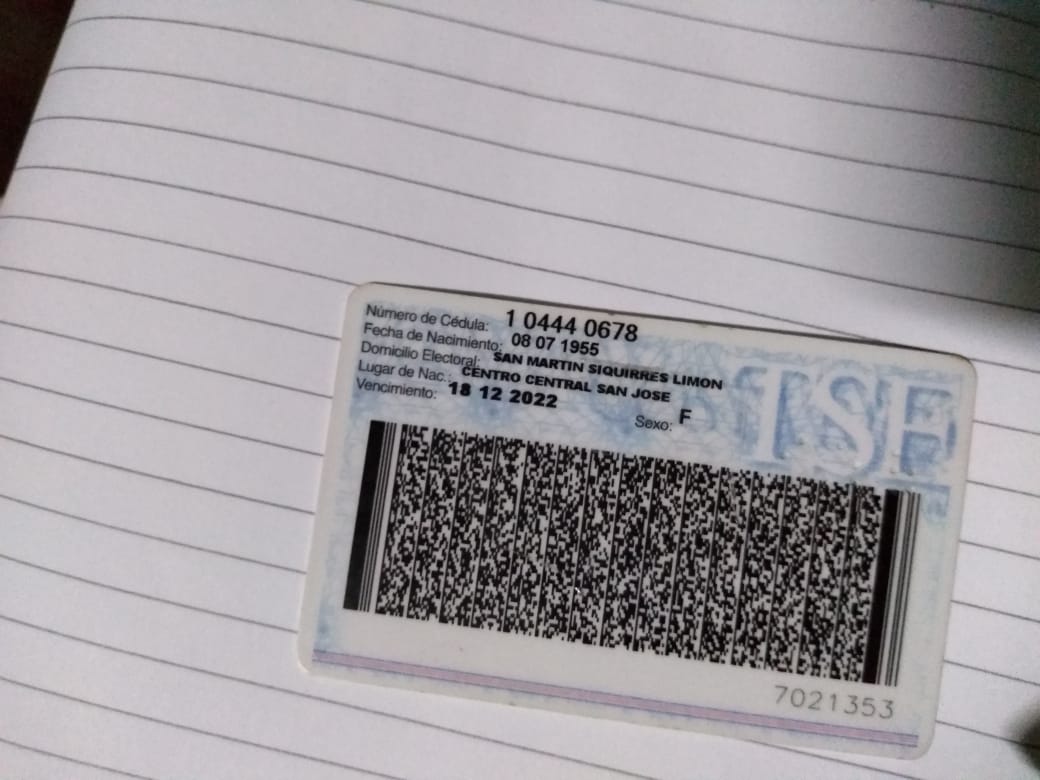 Número de Cédula: 1 0444 0678
Fecha de Nacimiento: 08 07 1955
Domicilio Electoral: SAN MARTIN SIQUIRRES LIMON
Lugar de Nac.: CENTRO CENTRAL SAN JOSE
Vencimiento: 18 12 2022
Sexo: F
TSE
7021353